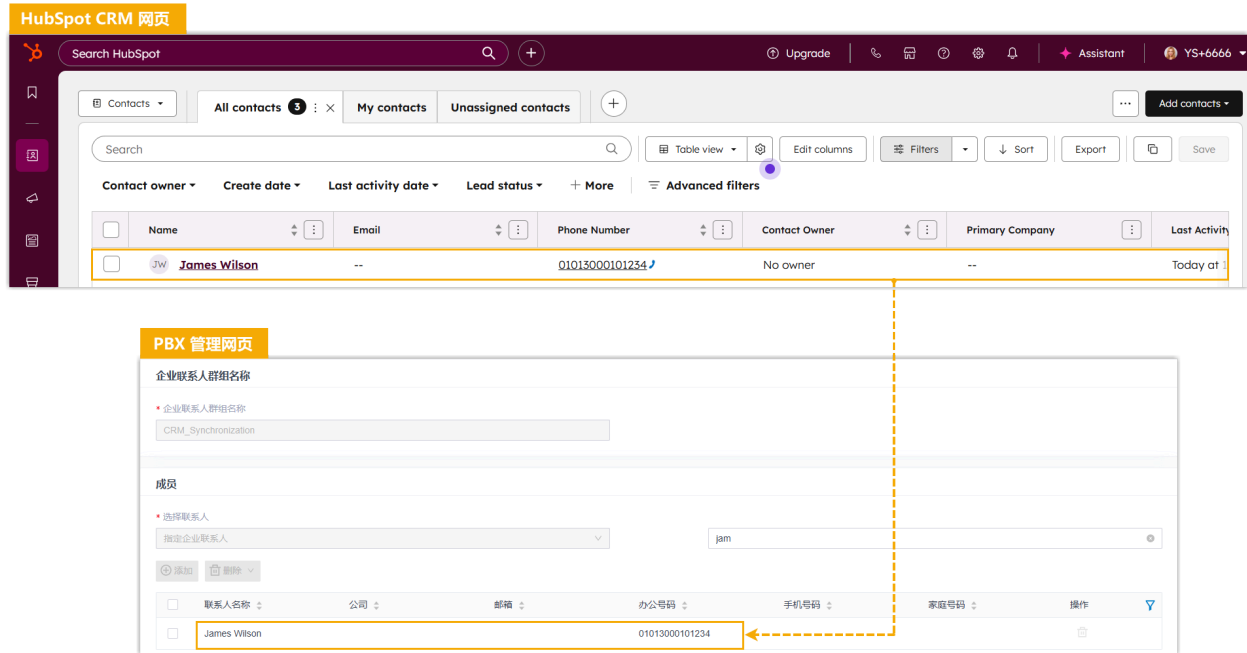 HubSpot CRM 网页
Search HubSpot
Upgrade
Assistant
YS+6666
Contacts
All contacts 3
My contacts
Unassigned contacts
Add contacts
Search
Table view
Edit columns
Filters
Sort
Export
Save
Contact owner
Create date
Last activity date
Lead status
+ More
Advanced filters
Name
Email
Phone Number
Contact Owner
Primary Company
Last Activity
JW
James Wilson
--
01013000101234
No owner
--
Today at 1
PBX 管理网页
企业联系人群组名称
* 企业联系人群组名称
CRM_Synchronization
成员
* 选择联系人
指定企业联系人
jam
添加
删除
联系人名称
公司
邮箱
办公号码
手机号码
家庭号码
操作
James Wilson
01013000101234